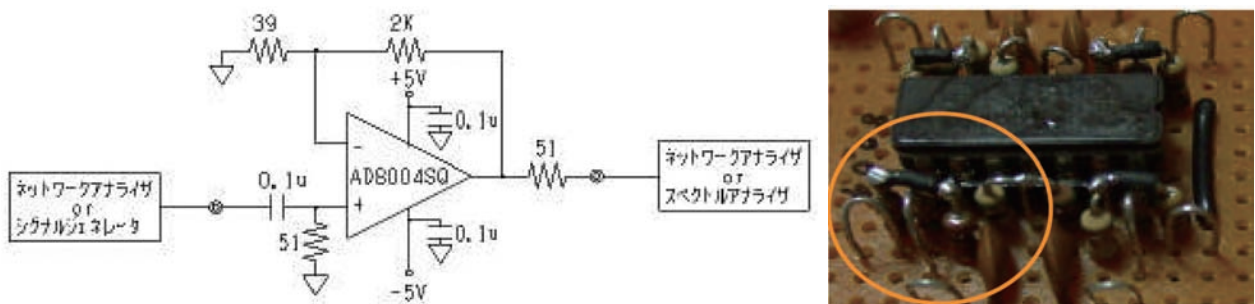 39
2K
+5V
0.1u
-
AD8004SQ
+
0.1u
51
0.1u
-5V
51
ネットワークアナライザ
or
シグナルジェネレータ
ネットワークアナライザ
or
スペクトルアナライザ